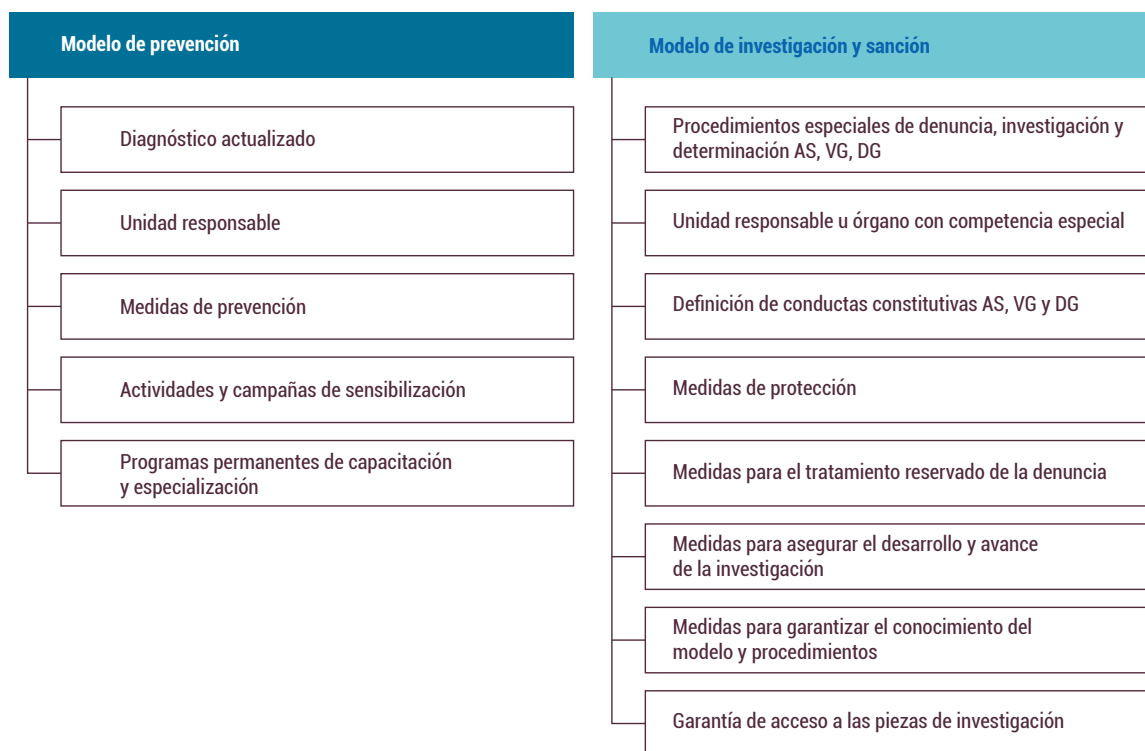 Modelo de prevención
Diagnóstico actualizado
Unidad responsable
Medidas de prevención
Actividades y campañas de sensibilización
Programas permanentes de capacitación
y especialización
Modelo de investigación y sanción
Procedimientos especiales de denuncia, investigación y
determinación AS, VG, DG
Unidad responsable u órgano con competencia especial
Definición de conductas constitutivas AS, VG y DG
Medidas de protección
Medidas para el tratamiento reservado de la denuncia
Medidas para asegurar el desarrollo y avance
de la investigación
Medidas para garantizar el conocimiento del
modelo y procedimientos
Garantía de acceso a las piezas de investigación